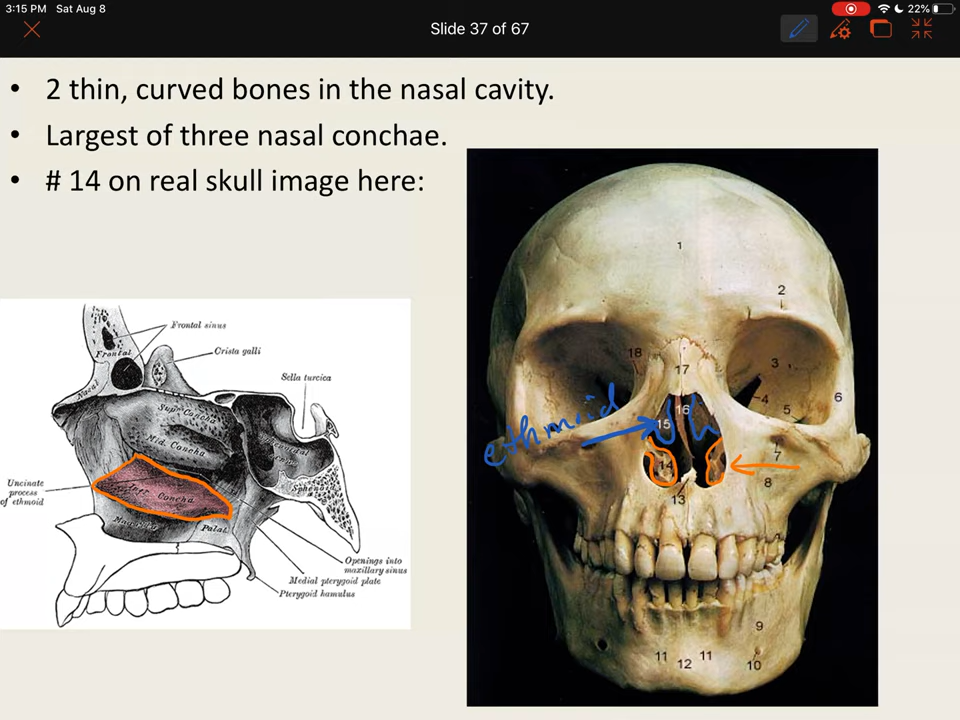 3:15 PM Sat Aug 8
22%
Slide 37 of 67
• 2 thin, curved bones in the nasal cavity.
• Largest of three nasal conchae.
• # 14 on real skull image here:
Frontal sinus
Frontal
Crista galli
Nasal
Sella turcica
Sup. Concha
Mid. Concha
Uncinate
process
of ethmoid
Infr. Concha
Maxilla
Palat
Openings into
maxillary sinus
Medial pterygoid plate
Pterygoid hamulus
1
2
18
3
17
4
6
5
16
15
ethmoid
7
14
8
13
9
11
11
12
10